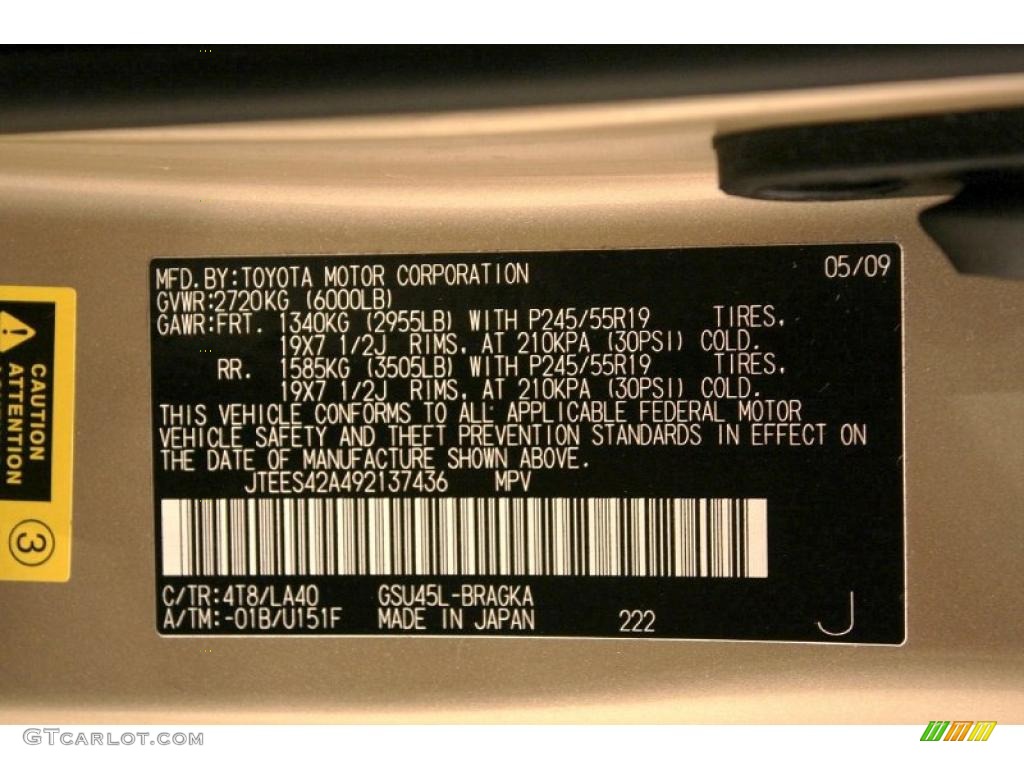 MFD. BY: TOYOTA MOTOR CORPORATION 05/09
GVWR: 2720KG (6000LB)
GAWR: FRT. 1340KG (2955LB) WITH P245/55R19 TIRES,
19X7 1/2J RIMS, AT 210KPA (30PSI) COLD.
RR. 1585KG (3505LB) WITH P245/55R19 TIRES,
19X7 1/2J RIMS, AT 210KPA (30PSI) COLD.
THIS VEHICLE CONFORMS TO ALL APPLICABLE FEDERAL MOTOR
VEHICLE SAFETY AND THEFT PREVENTION STANDARDS IN EFFECT ON
THE DATE OF MANUFACTURE SHOWN ABOVE.
JTEES42A492137436 MPV
C/TR: 4T8/LA40 GSU45L-BRAGKA
A/TM: -01B/U151F MADE IN JAPAN 222 J
CAUTION
ATTENTION
3
GTCARLOT.COM